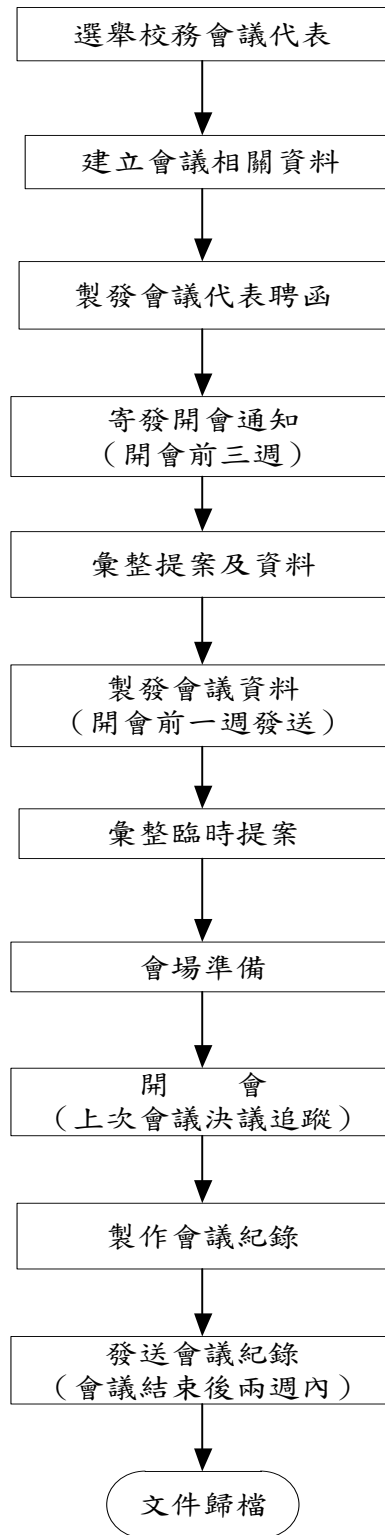 選舉校務會議代表
建立會議相關資料
製發會議代表聘函
寄發開會通知
（開會前三週）
彙整提案及資料
製發會議資料
（開會前一週發送）
彙整臨時提案
會場準備
開　　會
（上次會議決議追蹤）
製作會議紀錄
發送會議紀錄
（會議結束後兩週內）
文件歸檔